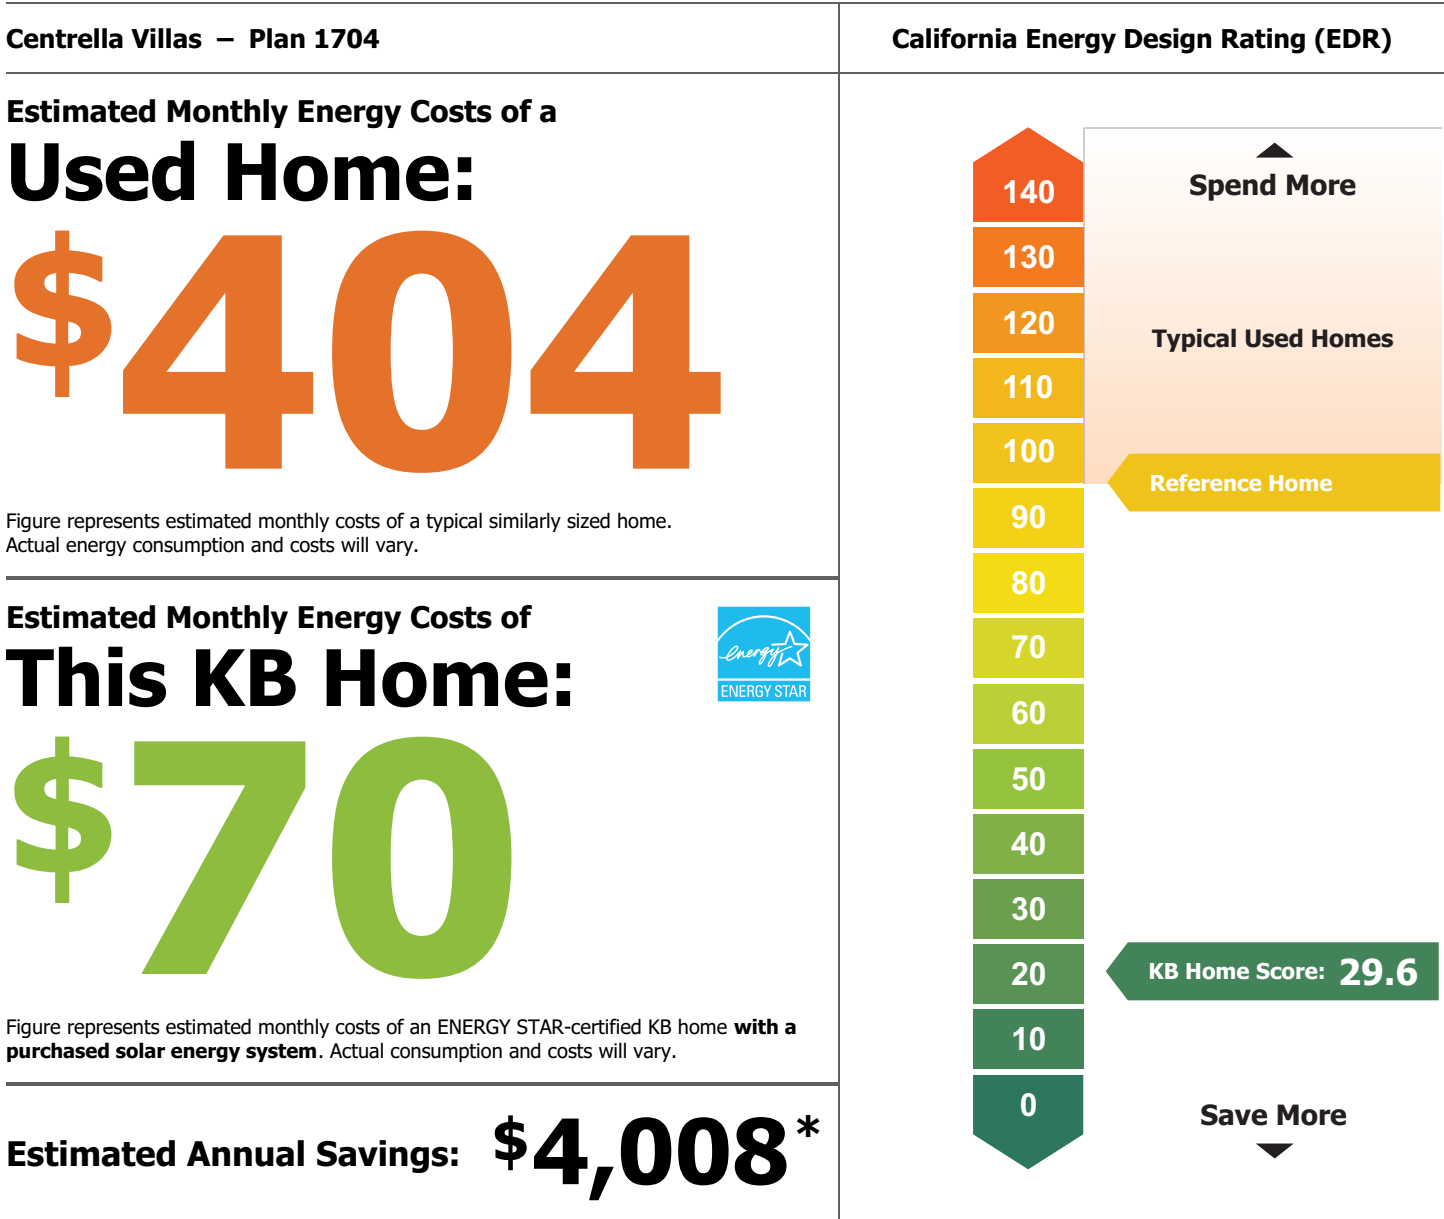 Centrella Villas – Plan 1704
Estimated Monthly Energy Costs of a
Used Home:
$404
Figure represents estimated monthly costs of a typical similarly sized home.
Actual energy consumption and costs will vary.
Estimated Monthly Energy Costs of
This KB Home:
energy
ENERGY STAR
$70
Figure represents estimated monthly costs of an ENERGY STAR-certified KB home with a
purchased solar energy system. Actual consumption and costs will vary.
Estimated Annual Savings: $4,008*
California Energy Design Rating (EDR)
140
Spend More
130
120
Typical Used Homes
110
100
Reference Home
90
80
70
60
50
40
30
20
KB Home Score: 29.6
10
0
Save More